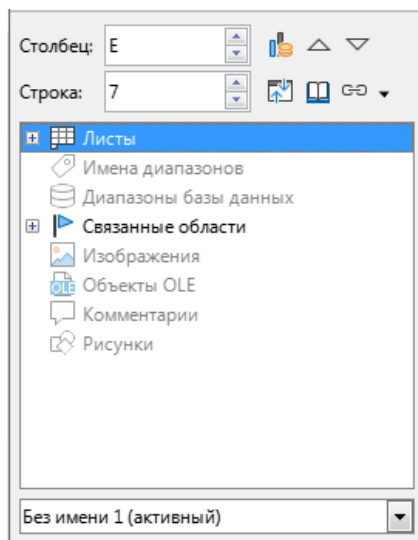 Столбец: E
Строка: 7
Листы
Имена диапазонов
Диапазоны базы данных
Связанные области
Изображения
OLE Объекты OLE
Комментарии
Рисунки
Без имени 1 (активный)